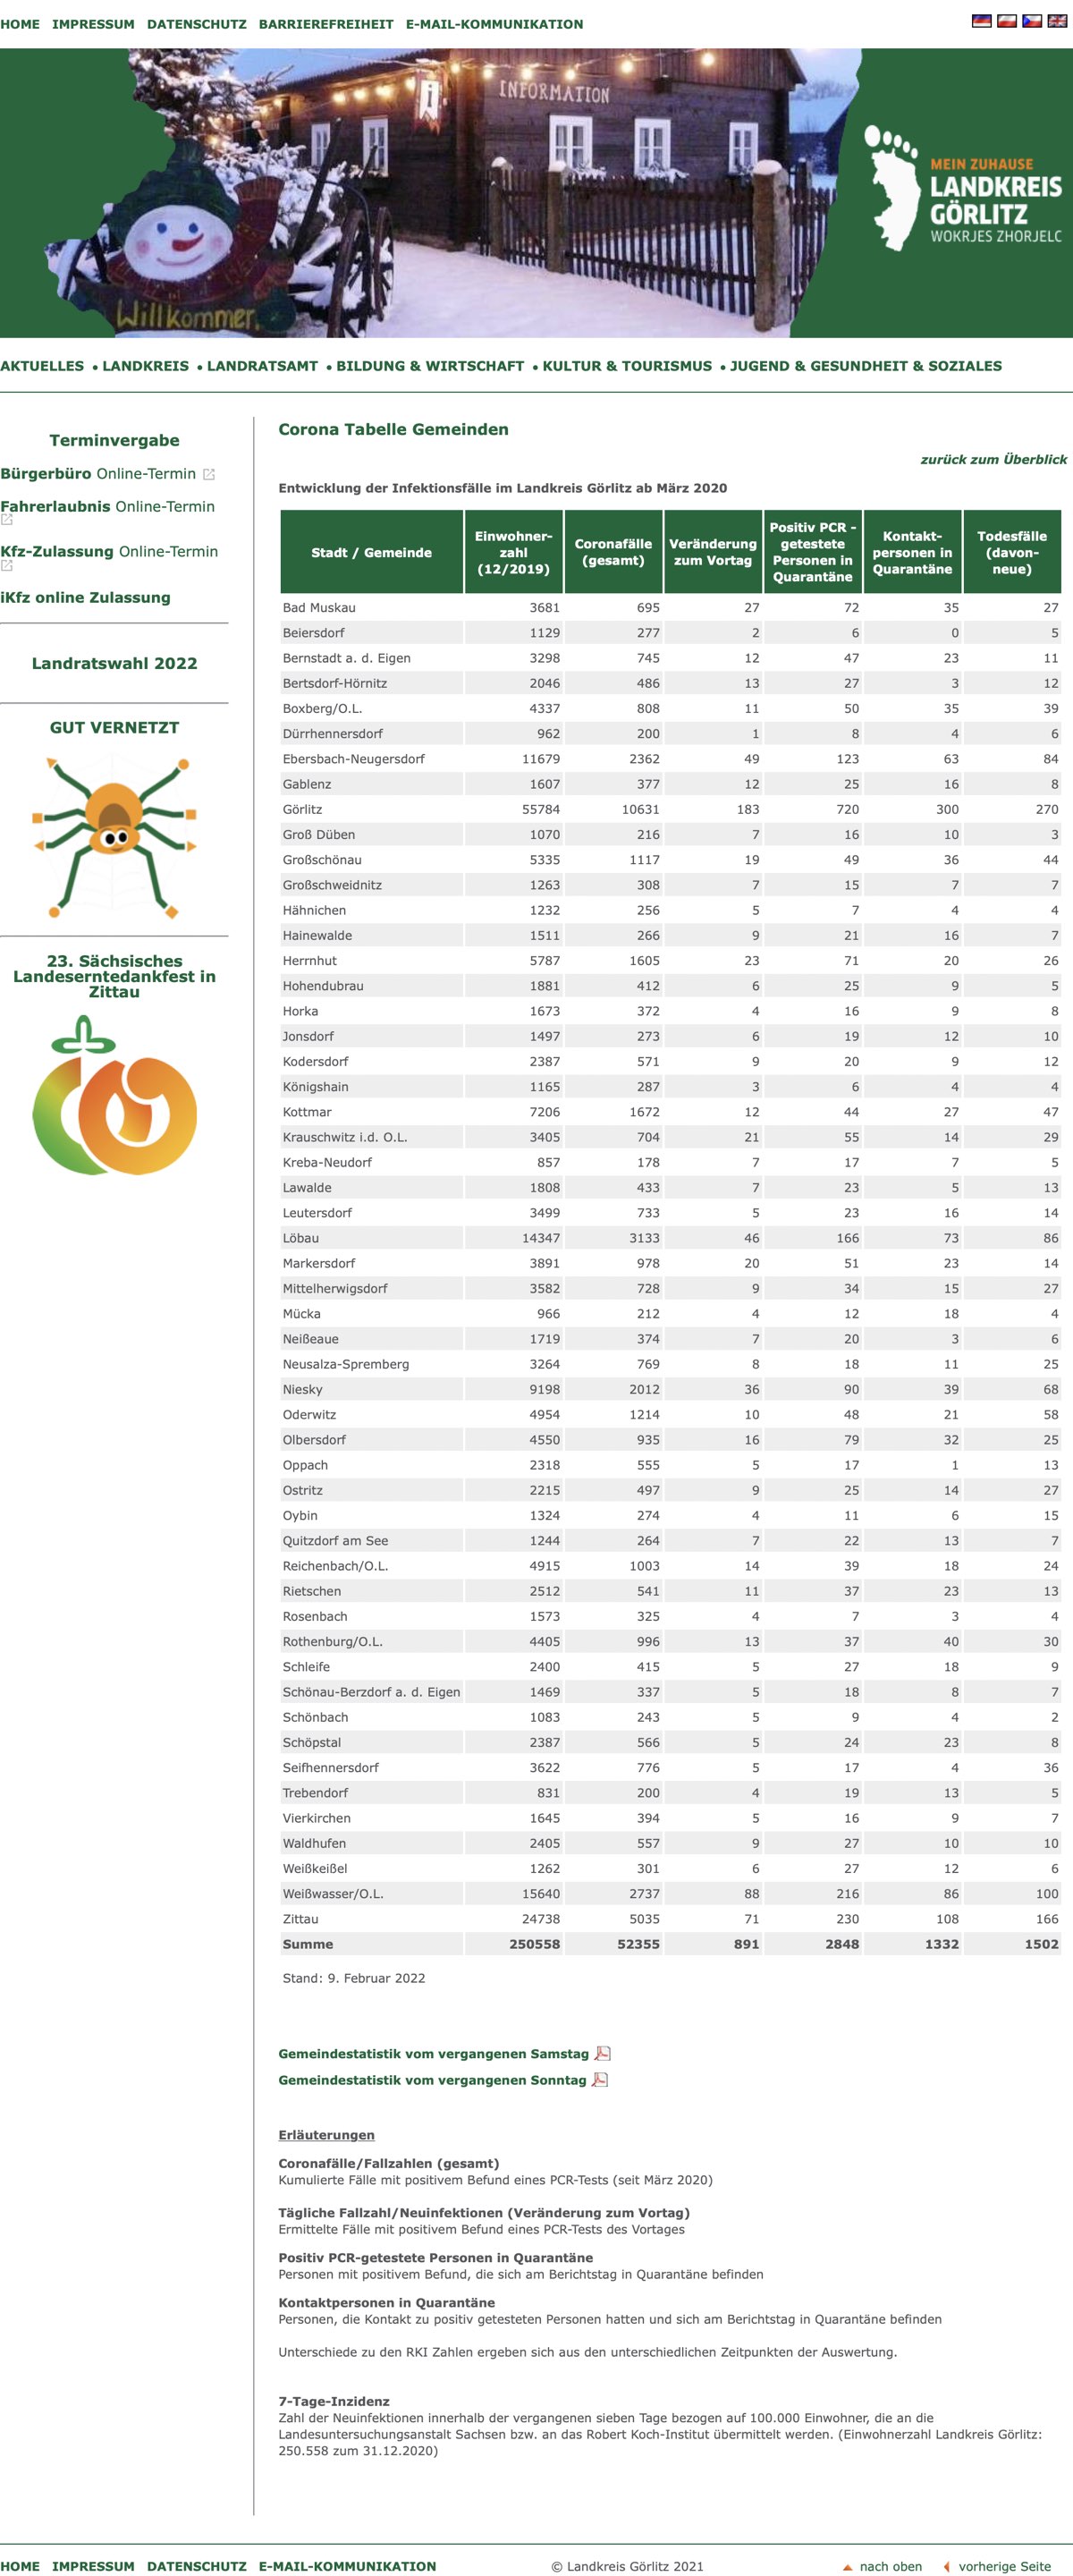 HOME IMPRESSUM DATENSCHUTZ BARRIEREFREIHEIT E-MAIL-KOMMUNIKATION
INFORMATION
MEIN ZUHAUSE
LANDKREIS
GÖRLITZ
WOKRJES ZHORJELC
Willkommen
AKTUELLES • LANDKREIS • LANDRATSAMT • BILDUNG & WIRTSCHAFT • KULTUR & TOURISMUS • JUGEND & GESUNDHEIT & SOZIALES
Terminvergabe
Bürgerbüro Online-Termin
Fahrerlaubnis Online-Termin
Kfz-Zulassung Online-Termin
iKfz online Zulassung
Landratswahl 2022
GUT VERNETZT
23. Sächsisches
Landeserntedankfest in
Zittau
Corona Tabelle Gemeinden
zurück zum Überblick
Entwicklung der Infektionsfälle im Landkreis Görlitz ab März 2020
Stadt / Gemeinde Einwohner-zahl (12/2019) Coronafälle (gesamt) Veränderung zum Vortag Positiv PCR - getestete Personen in Quarantäne Kontakt-personen in Quarantäne Todesfälle (davon-neue)
Bad Muskau 3681 695 27 72 35 27
Beiersdorf 1129 277 2 6 0 5
Bernstadt a. d. Eigen 3298 745 12 47 23 11
Bertsdorf-Hörnitz 2046 486 13 27 3 12
Boxberg/O.L. 4337 808 11 50 35 39
Dürrhennersdorf 962 200 1 8 4 6
Ebersbach-Neugersdorf 11679 2362 49 123 63 84
Gablenz 1607 377 12 25 16 8
Görlitz 55784 10631 183 720 300 270
Groß Düben 1070 216 7 16 10 3
Großschönau 5335 1117 19 49 36 44
Großschweidnitz 1263 308 7 15 7 7
Hähnichen 1232 256 5 7 4 4
Hainewalde 1511 266 9 21 16 7
Herrnhut 5787 1605 23 71 20 26
Hohendubrau 1881 412 6 25 9 5
Horka 1673 372 4 16 9 8
Jonsdorf 1497 273 6 19 12 10
Kodersdorf 2387 571 9 20 9 12
Königshain 1165 287 3 6 4 4
Kottmar 7206 1672 12 44 27 47
Krauschwitz i.d. O.L. 3405 704 21 55 14 29
Kreba-Neudorf 857 178 7 17 7 5
Lawalde 1808 433 7 23 5 13
Leutersdorf 3499 733 5 23 16 14
Löbau 14347 3133 46 166 73 86
Markersdorf 3891 978 20 51 23 14
Mittelherwigsdorf 3582 728 9 34 15 27
Mücka 966 212 4 12 18 4
Neißeaue 1719 374 7 20 3 6
Neusalza-Spremberg 3264 769 8 18 11 25
Niesky 9198 2012 36 90 39 68
Oderwitz 4954 1214 10 48 21 58
Olbersdorf 4550 935 16 79 32 25
Oppach 2318 555 5 17 1 13
Ostritz 2215 497 9 25 14 27
Oybin 1324 274 4 11 6 15
Quitzdorf am See 1244 264 7 22 13 7
Reichenbach/O.L. 4915 1003 14 39 18 24
Rietschen 2512 541 11 37 23 13
Rosenbach 1573 325 4 7 3 4
Rothenburg/O.L. 4405 996 13 37 40 30
Schleife 2400 415 5 27 18 9
Schönau-Berzdorf a. d. Eigen 1469 337 5 18 8 7
Schönbach 1083 243 5 9 4 2
Schöpstal 2387 566 5 24 23 8
Seifhennersdorf 3622 776 5 17 4 36
Trebendorf 831 200 4 19 13 5
Vierkirchen 1645 394 5 16 9 7
Waldhufen 2405 557 9 27 10 10
Weißkeißel 1262 301 6 27 12 6
Weißwasser/O.L. 15640 2737 88 216 86 100
Zittau 24738 5035 71 230 108 166
Summe 250558 52355 891 2848 1332 1502
Stand: 9. Februar 2022
Gemeindestatistik vom vergangenen Samstag
Gemeindestatistik vom vergangenen Sonntag
Erläuterungen
Coronafälle/Fallzahlen (gesamt)
Kumulierte Fälle mit positivem Befund eines PCR-Tests (seit März 2020)
Tägliche Fallzahl/Neuinfektionen (Veränderung zum Vortag)
Ermittelte Fälle mit positivem Befund eines PCR-Tests des Vortages
Positiv PCR-getestete Personen in Quarantäne
Personen mit positivem Befund, die sich am Berichtstag in Quarantäne befinden
Kontaktpersonen in Quarantäne
Personen, die Kontakt zu positiv getesteten Personen hatten und sich am Berichtstag in Quarantäne befinden
Unterschiede zu den RKI Zahlen ergeben sich aus den unterschiedlichen Zeitpunkten der Auswertung.
7-Tage-Inzidenz
Zahl der Neuinfektionen innerhalb der vergangenen sieben Tage bezogen auf 100.000 Einwohner, die an die
Landesuntersuchungsanstalt Sachsen bzw. an das Robert Koch-Institut übermittelt werden. (Einwohnerzahl Landkreis Görlitz:
250.558 zum 31.12.2020)
HOME IMPRESSUM DATENSCHUTZ E-MAIL-KOMMUNIKATION © Landkreis Görlitz 2021 nach oben vorherige Seite